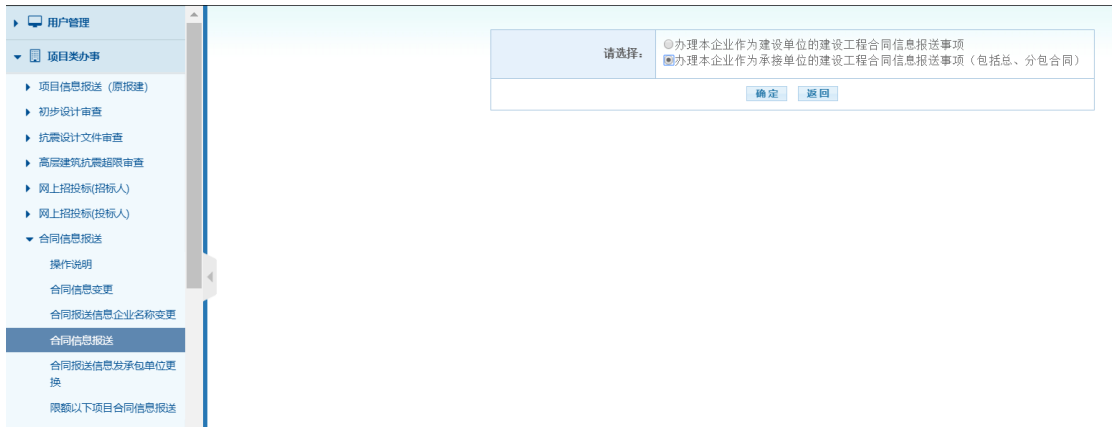 用户管理
项目类办事
项目信息报送（原报建）
初步设计审查
抗震设计文件审查
高层建筑抗震超限审查
网上招投标(招标人)
网上招投标(投标人)
合同信息报送
操作说明
合同信息变更
合同报送信息企业名称变更
合同信息报送
合同报送信息发承包单位更
换
限额以下项目合同信息报送
请选择：
办理本企业作为建设单位的建设工程合同信息报送事项
办理本企业作为承接单位的建设工程合同信息报送事项（包括总、分包合同）
确定 返回